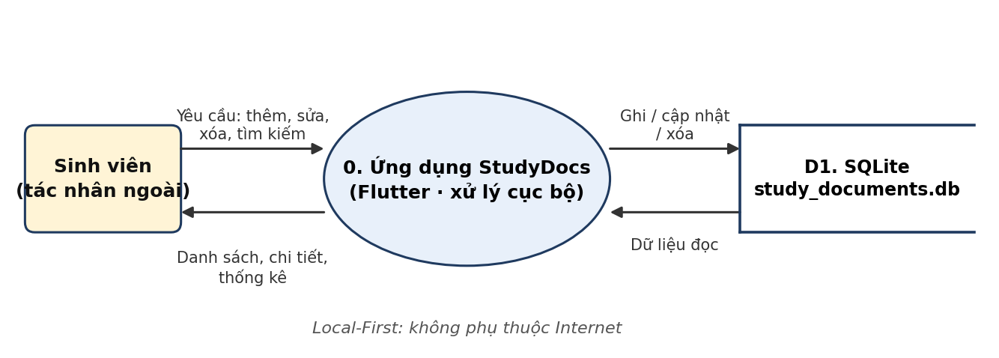 Yêu cầu: thêm, sửa,
xóa, tìm kiếm
Ghi / cập nhật
/ xóa
Sinh viên
(tác nhân ngoài)
0. Ứng dụng StudyDocs
(Flutter · xử lý cục bộ)
D1. SQLite
study_documents.db
Danh sách, chi tiết,
thống kê
Dữ liệu đọc
Local-First: không phụ thuộc Internet